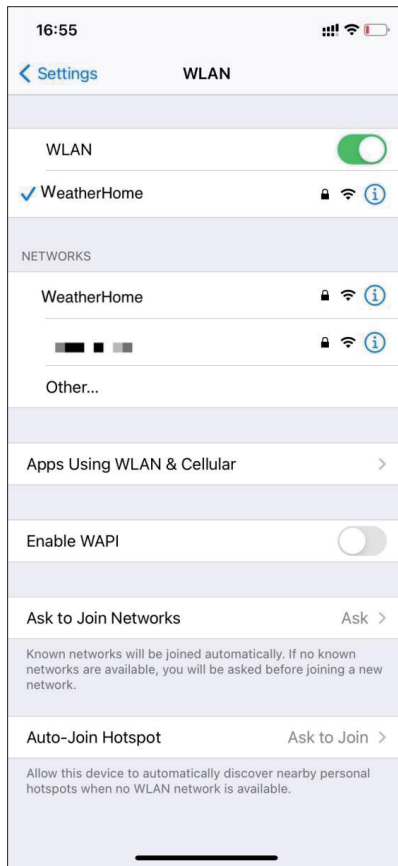 16:55
Settings WLAN
WLAN
WeatherHome
NETWORKS
WeatherHome
Other...
Apps Using WLAN & Cellular
Enable WAPI
Ask to Join Networks Ask
Known networks will be joined automatically. If no known
networks are available, you will be asked before joining a new
network.
Auto-Join Hotspot Ask to Join
Allow this device to automatically discover nearby personal
hotspots when no WLAN network is available.